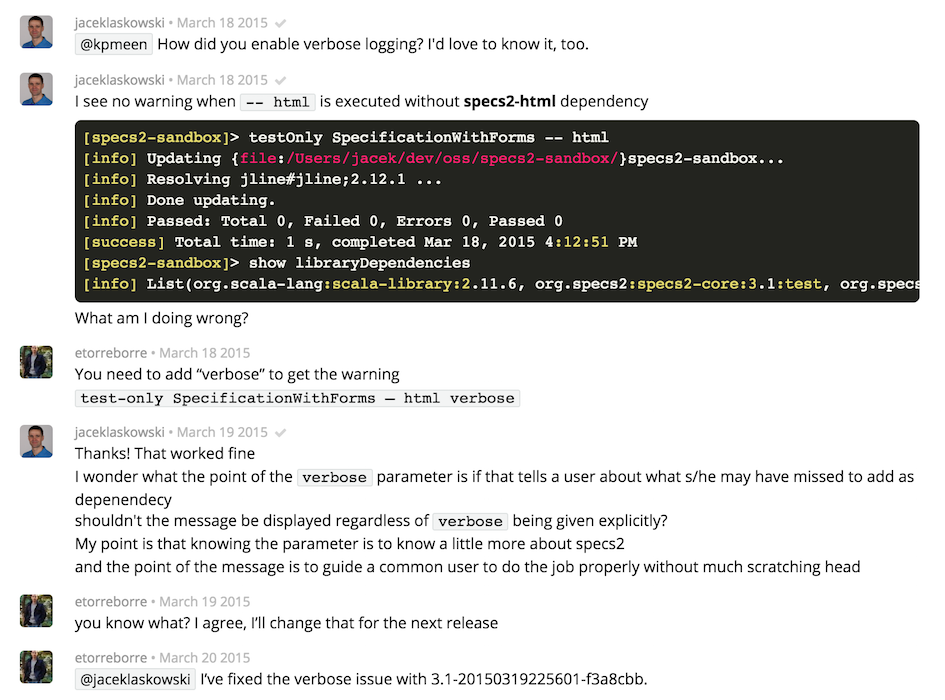 jaceklaskowski • March 18 2015
@kpmeen How did you enable verbose logging? I'd love to know it, too.
jaceklaskowski • March 18 2015
I see no warning when -- html is executed without specs2-html dependency
[specs2-sandbox]> testOnly SpecificationWithForms -- html
[info] Updating {file:/Users/jacek/dev/oss/specs2-sandbox/}specs2-sandbox...
[info] Resolving jline#jline;2.12.1 ...
[info] Done updating.
[info] Passed: Total 0, Failed 0, Errors 0, Passed 0
[success] Total time: 1 s, completed Mar 18, 2015 4:12:51 PM
[specs2-sandbox]> show libraryDependencies
[info] List(org.scala-lang:scala-library:2.11.6, org.specs2:specs2-core:3.1:test, org.specs
What am I doing wrong?
etorreborre • March 18 2015
You need to add “verbose” to get the warning
test-only SpecificationWithForms — html verbose
jaceklaskowski • March 19 2015
Thanks! That worked fine
I wonder what the point of the verbose parameter is if that tells a user about what s/he may have missed to add as
depenendecy
shouldn't the message be displayed regardless of verbose being given explicitly?
My point is that knowing the parameter is to know a little more about specs2
and the point of the message is to guide a common user to do the job properly without much scratching head
etorreborre • March 19 2015
you know what? I agree, I’ll change that for the next release
etorreborre • March 20 2015
@jaceklaskowski I’ve fixed the verbose issue with 3.1-20150319225601-f3a8cbb.